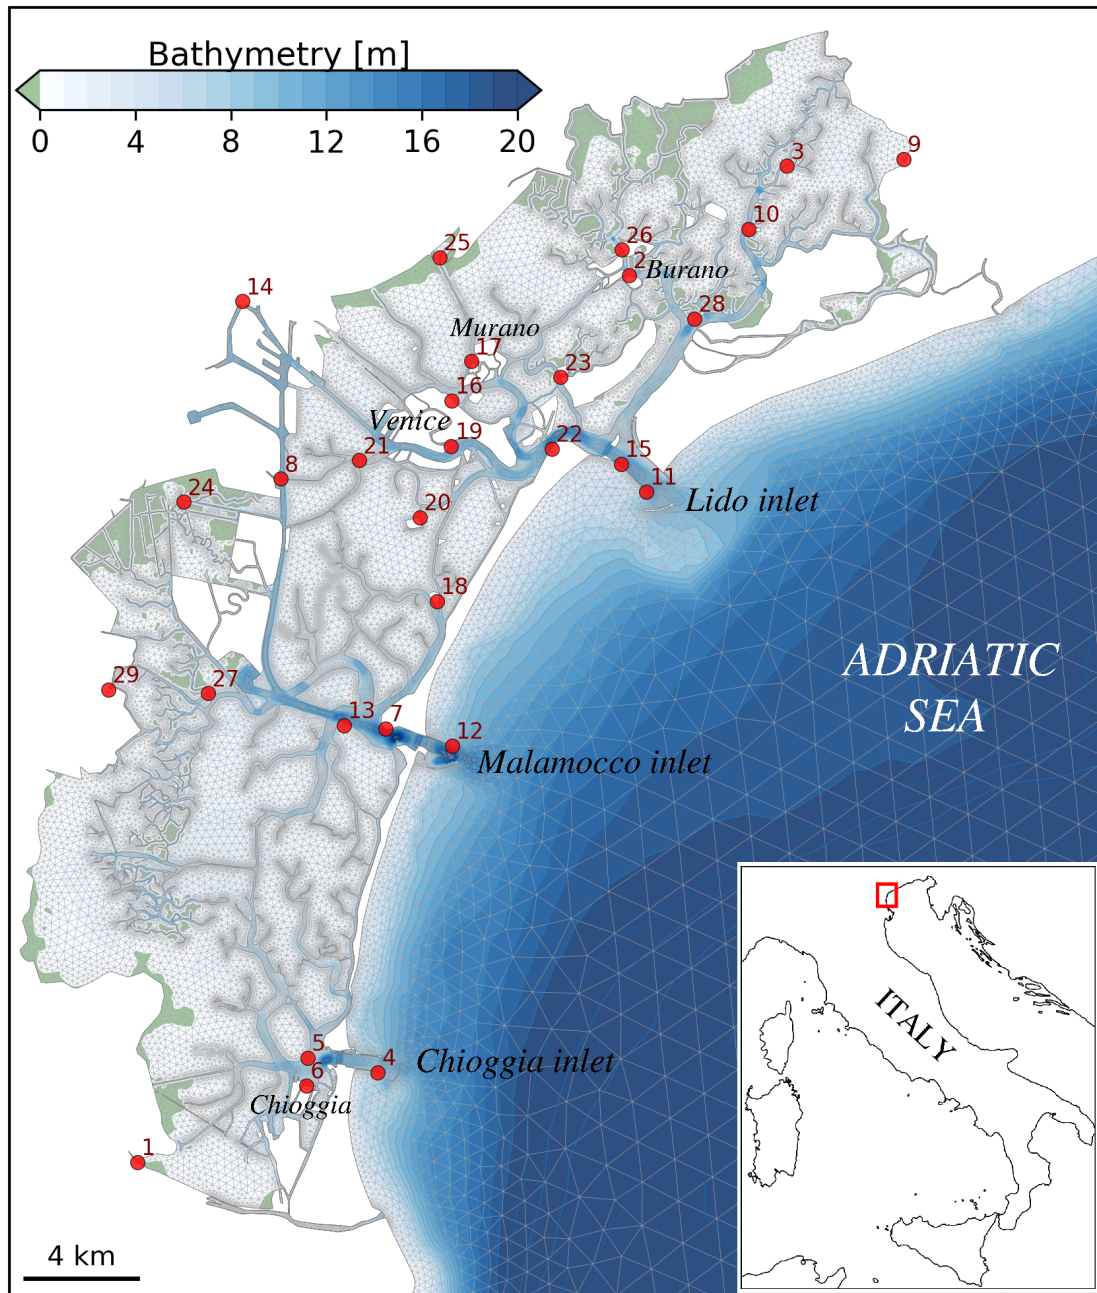 Bathymetry [m]
0 4 8 12 16 20
9
3
10
26
25
2
Burano
14
28
Murano
17
23
16
Venice
19
22
21
15
8
11
24
Lido inlet
20
18
ADRIATIC
SEA
29
27
13
7
12
Malamocco inlet
5
4
Chioggia inlet
6
Chioggia
ITALY
1
4 km